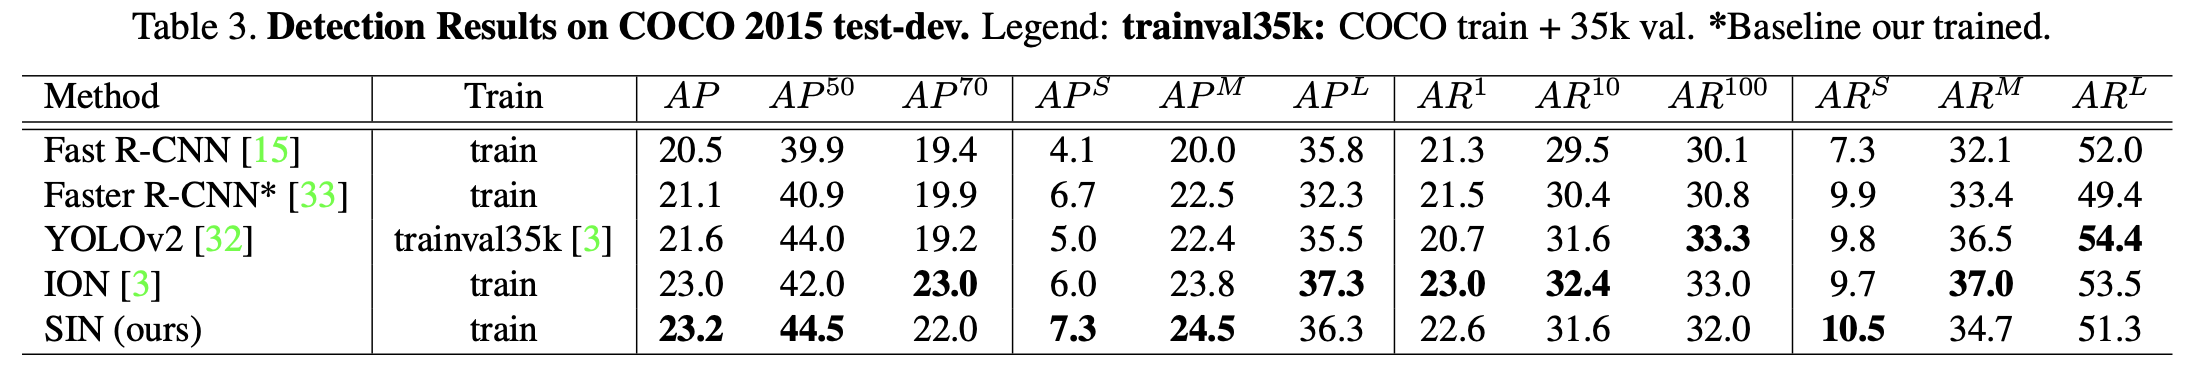 Table 3. Detection Results on COCO 2015 test-dev. Legend: trainval35k: COCO train + 35k val. *Baseline our trained.
Method Train AP AP^50 AP^70 AP^S AP^M AP^L AR^1 AR^10 AR^100 AR^S AR^M AR^L
Fast R-CNN [15] train 20.5 39.9 19.4 4.1 20.0 35.8 21.3 29.5 30.1 7.3 32.1 52.0
Faster R-CNN* [33] train 21.1 40.9 19.9 6.7 22.5 32.3 21.5 30.4 30.8 9.9 33.4 49.4
YOLOv2 [32] trainval35k [3] 21.6 44.0 19.2 5.0 22.4 35.5 20.7 31.6 33.3 9.8 36.5 54.4
ION [3] train 23.0 42.0 23.0 6.0 23.8 37.3 23.0 32.4 33.0 9.7 37.0 53.5
SIN (ours) train 23.2 44.5 22.0 7.3 24.5 36.3 22.6 31.6 32.0 10.5 34.7 51.3